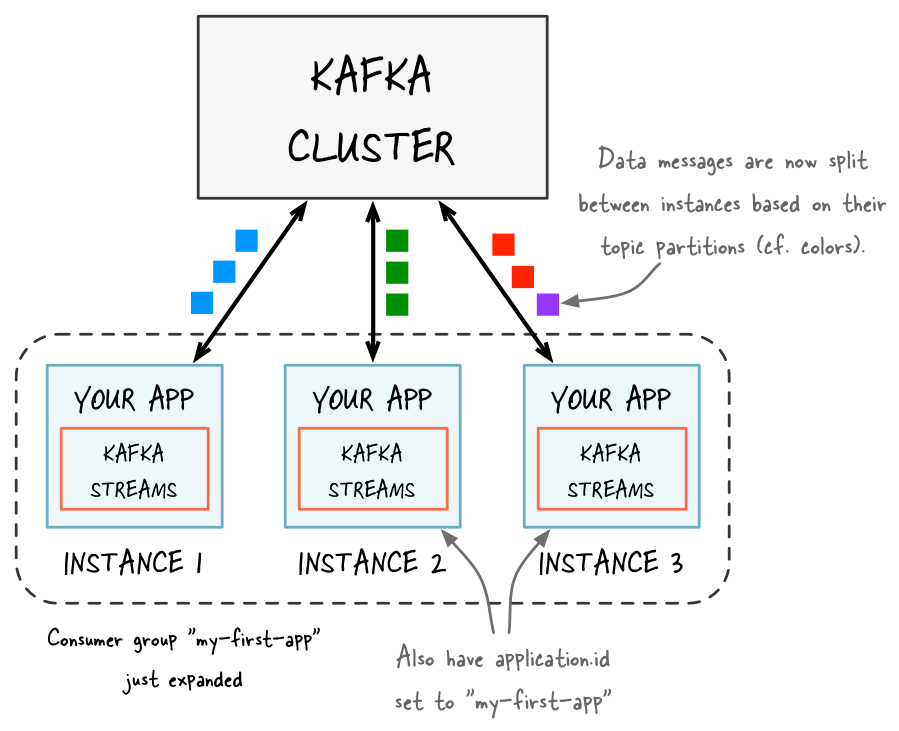 KAFKA
CLUSTER
Data messages are now split
between instances based on their
topic partitions (cf. colors).
YOUR APP
KAFKA
STREAMS
INSTANCE 1
YOUR APP
KAFKA
STREAMS
INSTANCE 2
YOUR APP
KAFKA
STREAMS
INSTANCE 3
Consumer group "my-first-app"
just expanded
Also have application.id
set to "my-first-app"